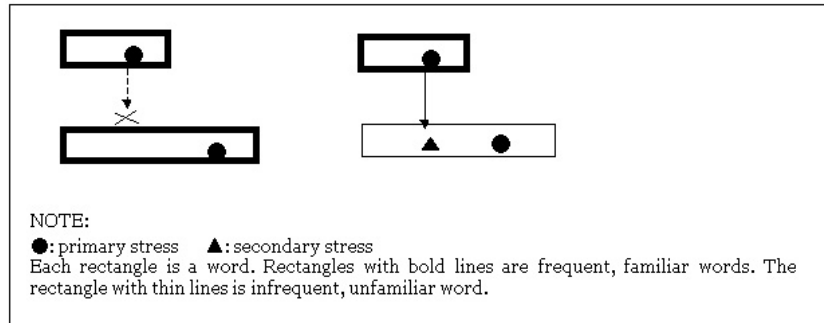 NOTE:
●: primary stress ▲: secondary stress
Each rectangle is a word. Rectangles with bold lines are frequent, familiar words. The
rectangle with thin lines is infrequent, unfamiliar word.